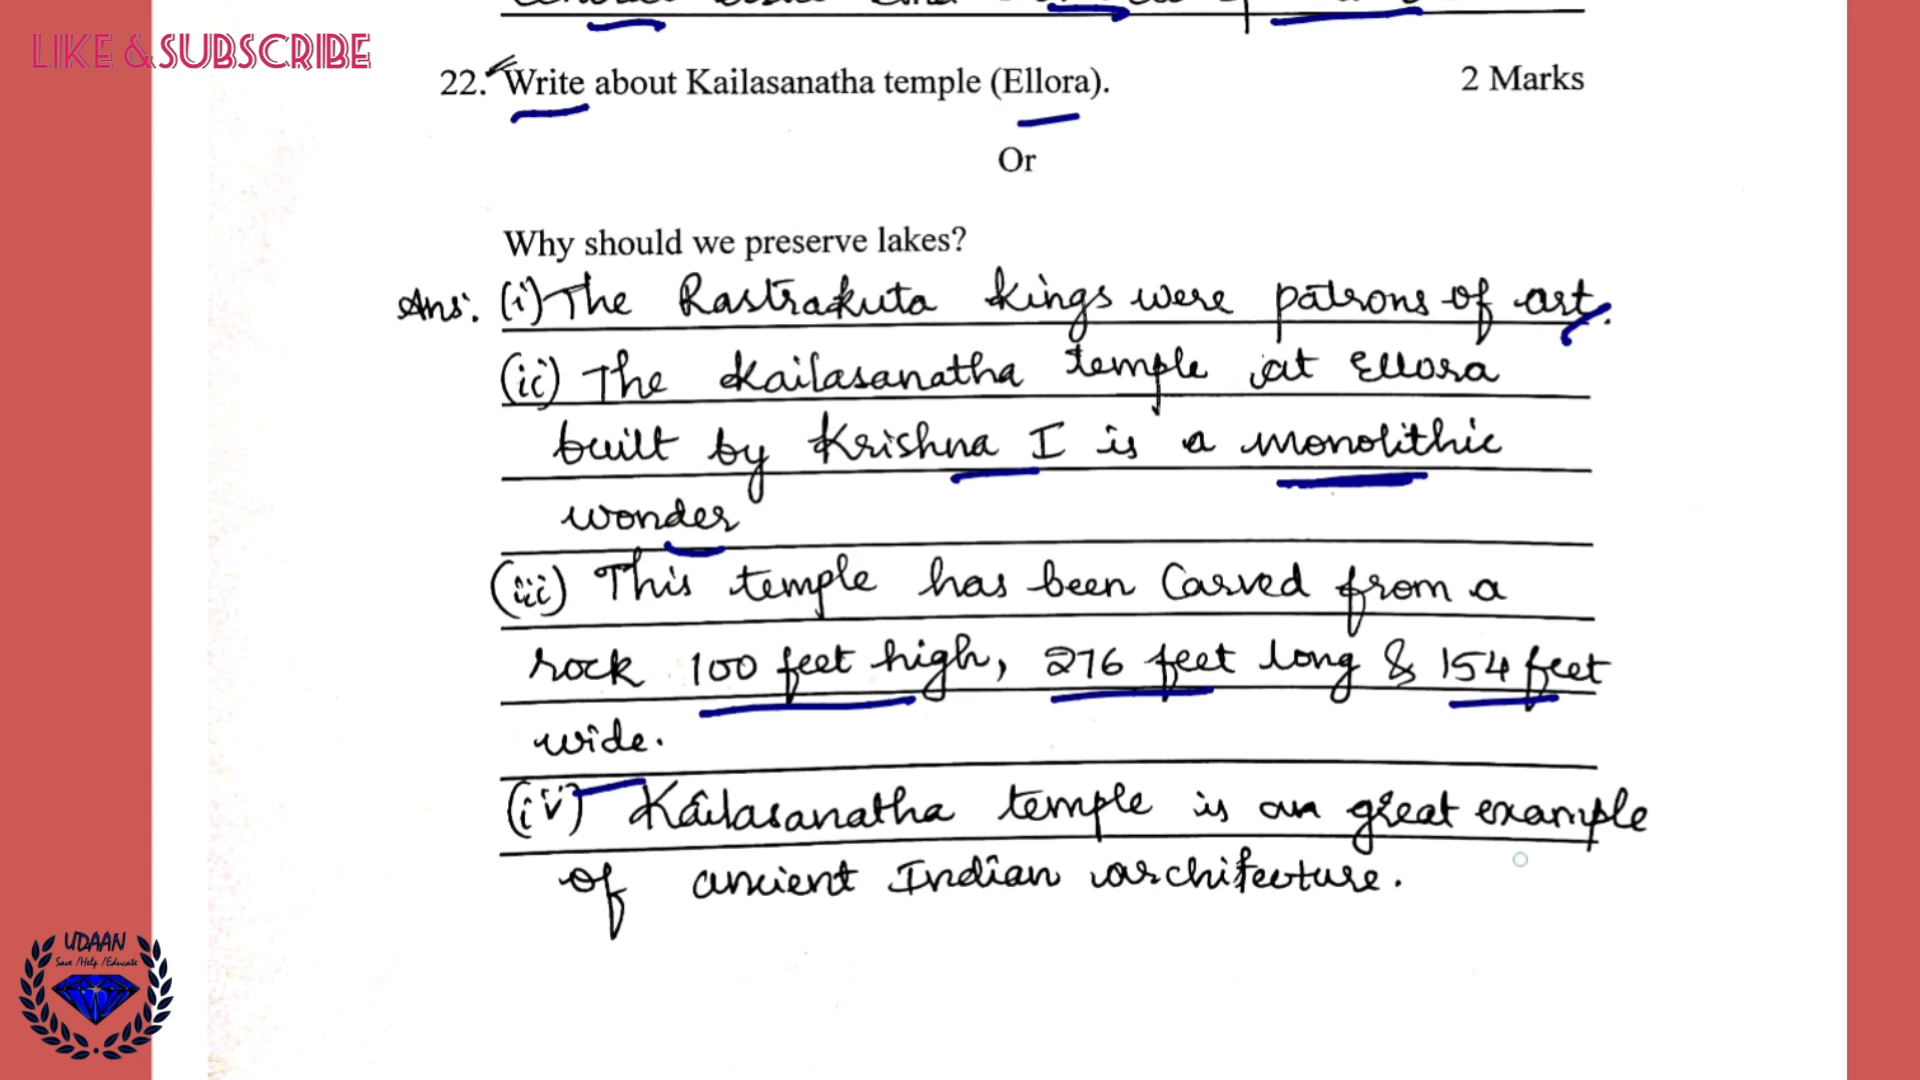 LIKE & SUBSCRIBE
22. Write about Kailasanatha temple (Ellora). 2 Marks
Or
Why should we preserve lakes?
Ans: (i) The Rastrakuta kings were patrons of art.
(ii) The Kailasanatha temple at Ellora
built by Krishna I is a monolithic
wonder
(iii) This temple has been Carved from a
rock 100 feet high, 276 feet long & 154 feet
wide.
(iv) Kailasanatha temple is an great example
of ancient Indian architecture.
UDAAN
Save /Help /Educate